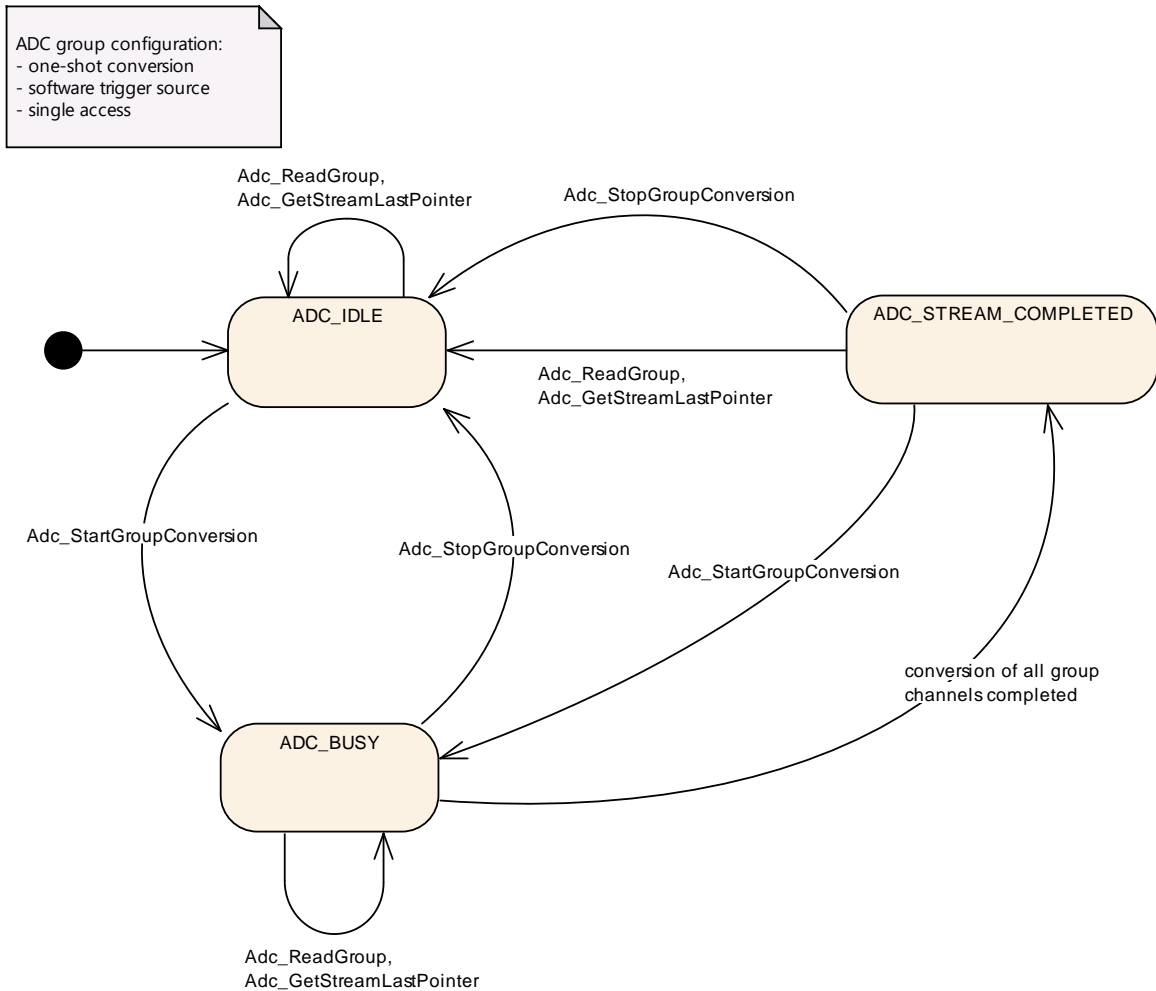 ADC group configuration:
- one-shot conversion
- software trigger source
- single access
Adc_ReadGroup,
Adc_GetStreamLastPointer
Adc_StopGroupConversion
ADC_IDLE
ADC_STREAM_COMPLETED
Adc_ReadGroup,
Adc_GetStreamLastPointer
Adc_StartGroupConversion
Adc_StopGroupConversion
Adc_StartGroupConversion
conversion of all group
channels completed
ADC_BUSY
Adc_ReadGroup,
Adc_GetStreamLastPointer